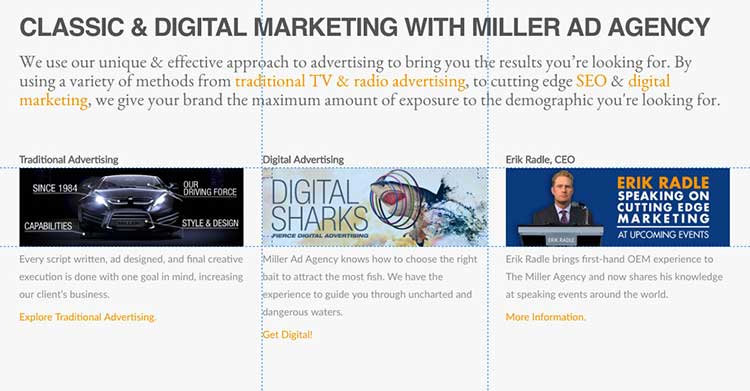 CLASSIC & DIGITAL MARKETING WITH MILLER AD AGENCY
We use our unique & effective approach to advertising to bring you the results you’re looking for. By
using a variety of methods from traditional TV & radio advertising, to cutting edge SEO & digital
marketing, we give your brand the maximum amount of exposure to the demographic you're looking for.
Traditional Advertising
SINCE 1984
OUR
DRIVING FORCE
CAPABILITIES
STYLE & DESIGN
Every script written, ad designed, and final creative
execution is done with one goal in mind, increasing
our client’s business.
Explore Traditional Advertising.
Digital Advertising
DIGITAL
SHARKS
FIERCE DIGITAL ADVERTISING
Miller Ad Agency knows how to choose the right
bait to attract the most fish. We have the
experience to guide you through uncharted and
dangerous waters.
Get Digital!
Erik Radle, CEO
ERIK RADLE
SPEAKING ON
CUTTING EDGE
MARKETING
AT UPCOMING EVENTS
ERIK RADLE
Erik Radle brings first-hand OEM experience to
The Miller Agency and now shares his knowledge
at speaking events around the world.
More Information.